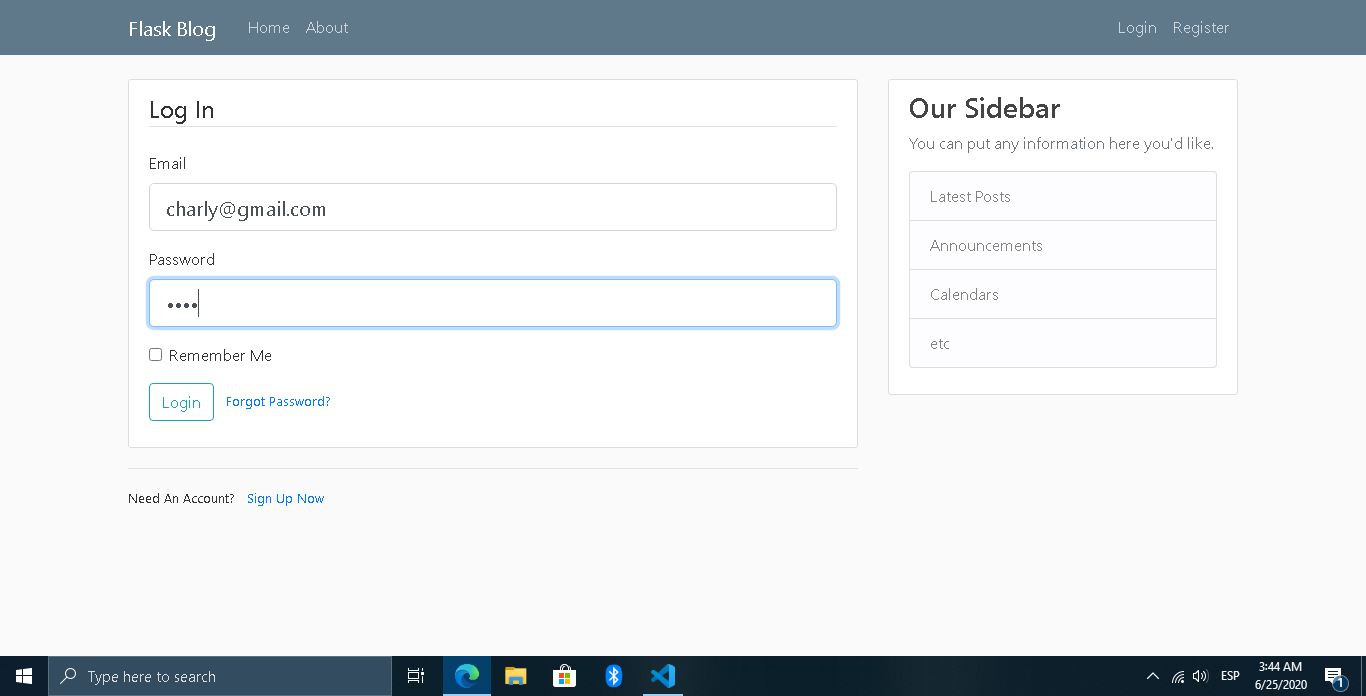 Flask Blog Home About Login Register
Log In
Email
charly@gmail.com
Password
••••
Remember Me
Login Forgot Password?
Need An Account? Sign Up Now
Our Sidebar
You can put any information here you'd like.
Latest Posts
Announcements
Calendars
etc
Type here to search
ESP
3:44 AM
6/25/2020
1